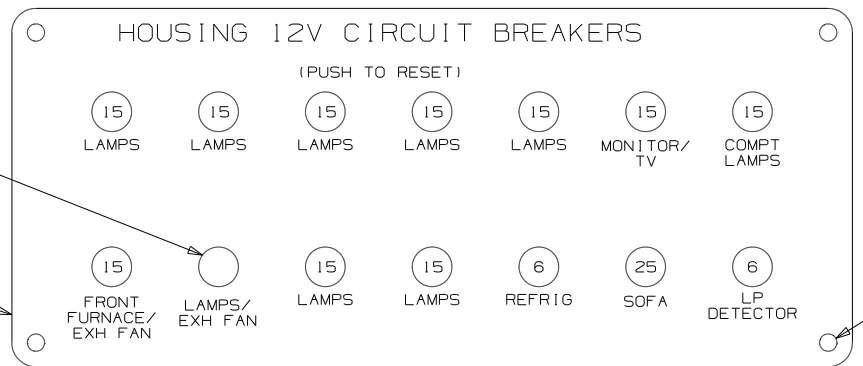 HOUSING 12V CIRCUIT BREAKERS
(PUSH TO RESET)
15 15 15 15 15 15 15
LAMPS LAMPS LAMPS LAMPS LAMPS MONITOR/ COMPT
TV LAMPS
15 15 15 6 25 6
FRONT LAMPS/ LAMPS LAMPS REFRIG SOFA LP
FURNACE/ EXH FAN DETECTOR
EXH FAN